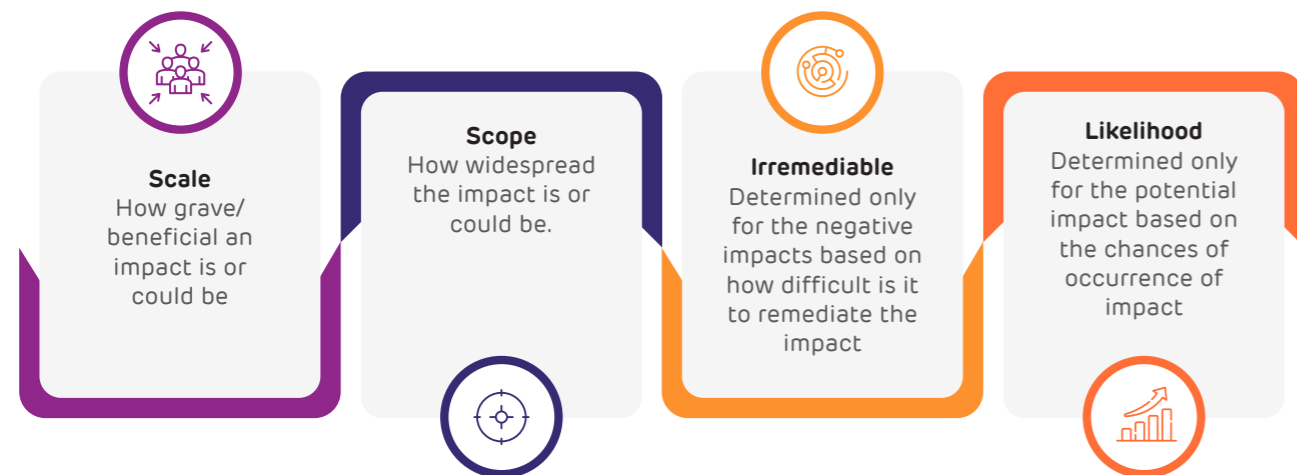 Scale
How grave/
beneficial an
impact is or
could be
Scope
How widespread
the impact is or
could be.
Irremediable
Determined only
for the negative
impacts based on
how difficult is it
to remediate the
impact
Likelihood
Determined only
for the potential
impact based on
the chances of
occurrence of
impact